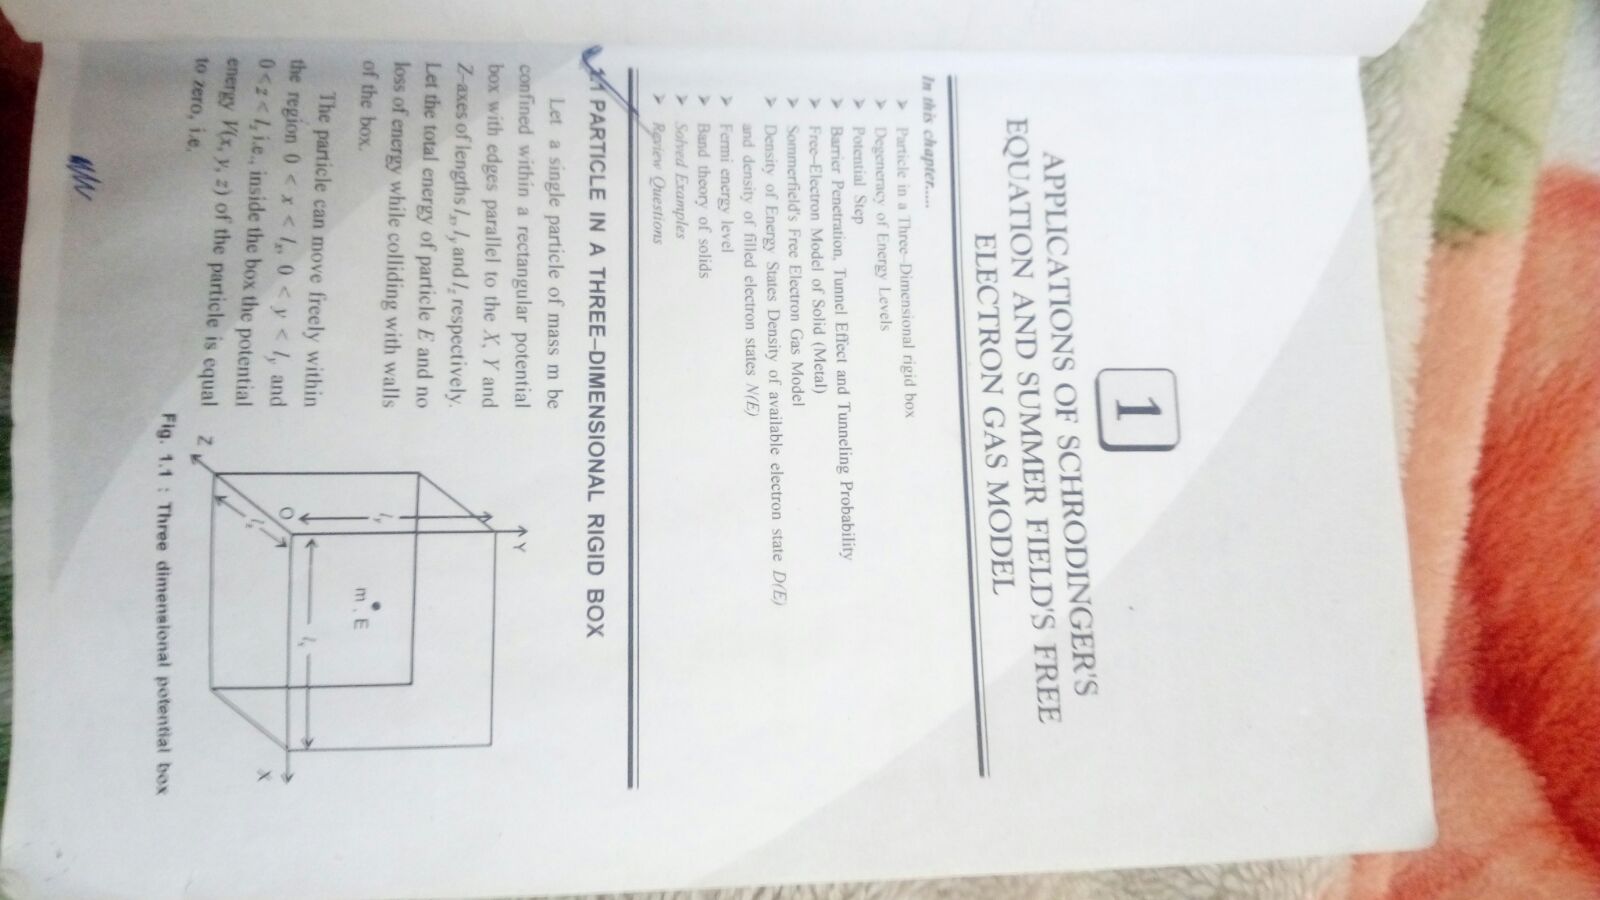 1
APPLICATIONS OF SCHRODINGER'S
EQUATION AND SUMMER FIELD'S FREE
ELECTRON GAS MODEL
In this chapter.....
➤ Particle in a Three–Dimensional rigid box
➤ Degeneracy of Energy Levels
➤ Potential Step
➤ Barrier Penetration, Tunnel Effect and Tunneling Probability
➤ Free–Electron Model of Solid (Metal)
➤ Sommerfield's Free Electron Gas Model
➤ Density of Energy States Density of available electron state D(E)
and density of filled electron states N(E)
➤ Fermi energy level
➤ Band theory of solids
➤ Solved Examples
➤ Review Questions
1.1 PARTICLE IN A THREE–DIMENSIONAL RIGID BOX
Let a single particle of mass m be
confined within a rectangular potential
box with edges parallel to the X, Y and
Z–axes of lengths lₓ, l_y and l_z respectively.
Let the total energy of particle E and no
loss of energy while colliding with walls
of the box.
The particle can move freely within
the region 0 < x < lₓ, 0 < y < l_y and
0 < z < l_z i.e., inside the box the potential
energy V(x, y, z) of the particle is equal
to zero, i.e.
Y
l_y
m . E
lₓ
O
l_z
X
Z
Fig. 1.1 : Three dimensional potential box